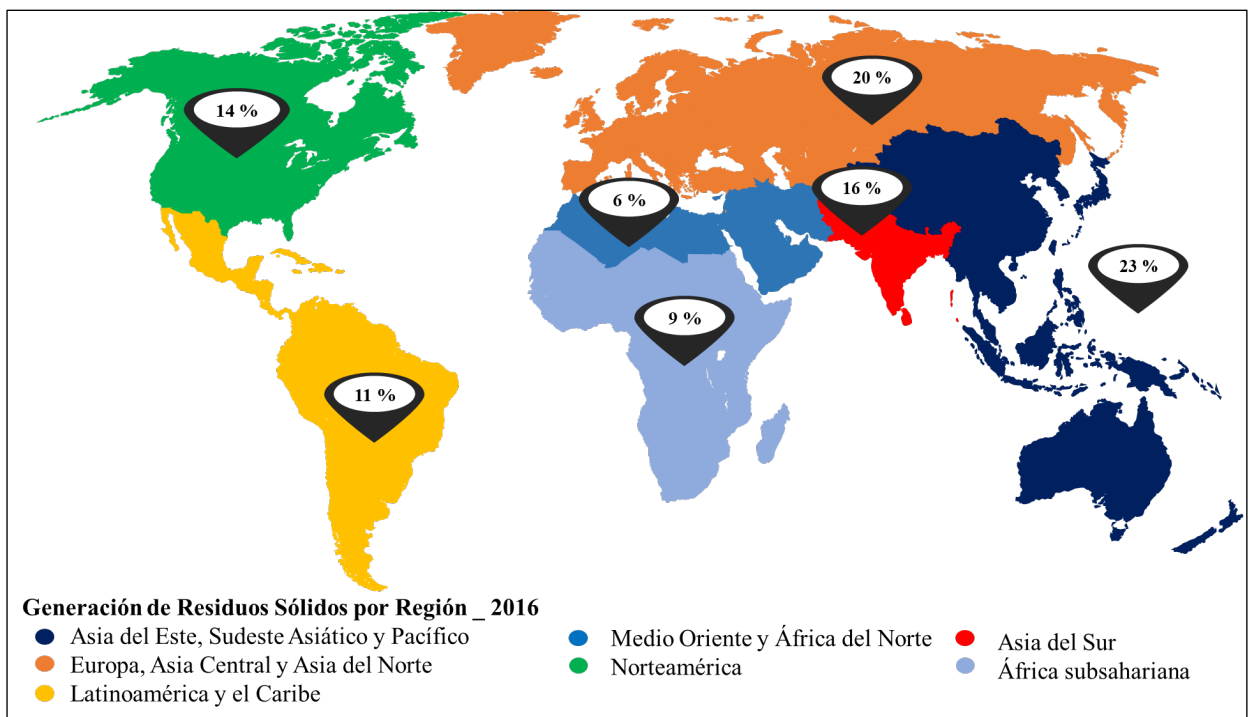 20 %
14 %
16 %
6 %
23 %
9 %
11 %
Generación de Residuos Sólidos por Región _ 2016
Asia del Este, Sudeste Asiático y Pacífico
Europa, Asia Central y Asia del Norte
Latinoamérica y el Caribe
Medio Oriente y África del Norte
Norteamérica
Asia del Sur
África subsahariana